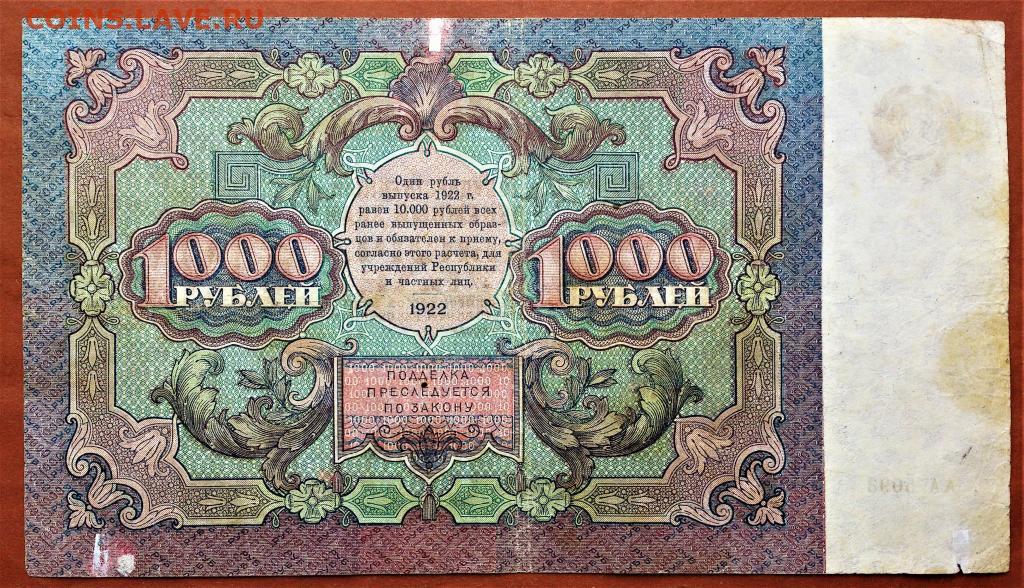 COINS.LAVE.RU
Один рубль
выпуска 1922 г.
равен 10.000 рублей всех
ранее выпущенных образ-
цов и обязателен к приему,
согласно этого расчета, для
учреждений Республики
и частных лиц.
1922
1000
РУБЛЕЙ
1000
РУБЛЕЙ
ПОДДЕЛКА
ПРЕСЛЕДУЕТСЯ
ПО ЗАКОНУ